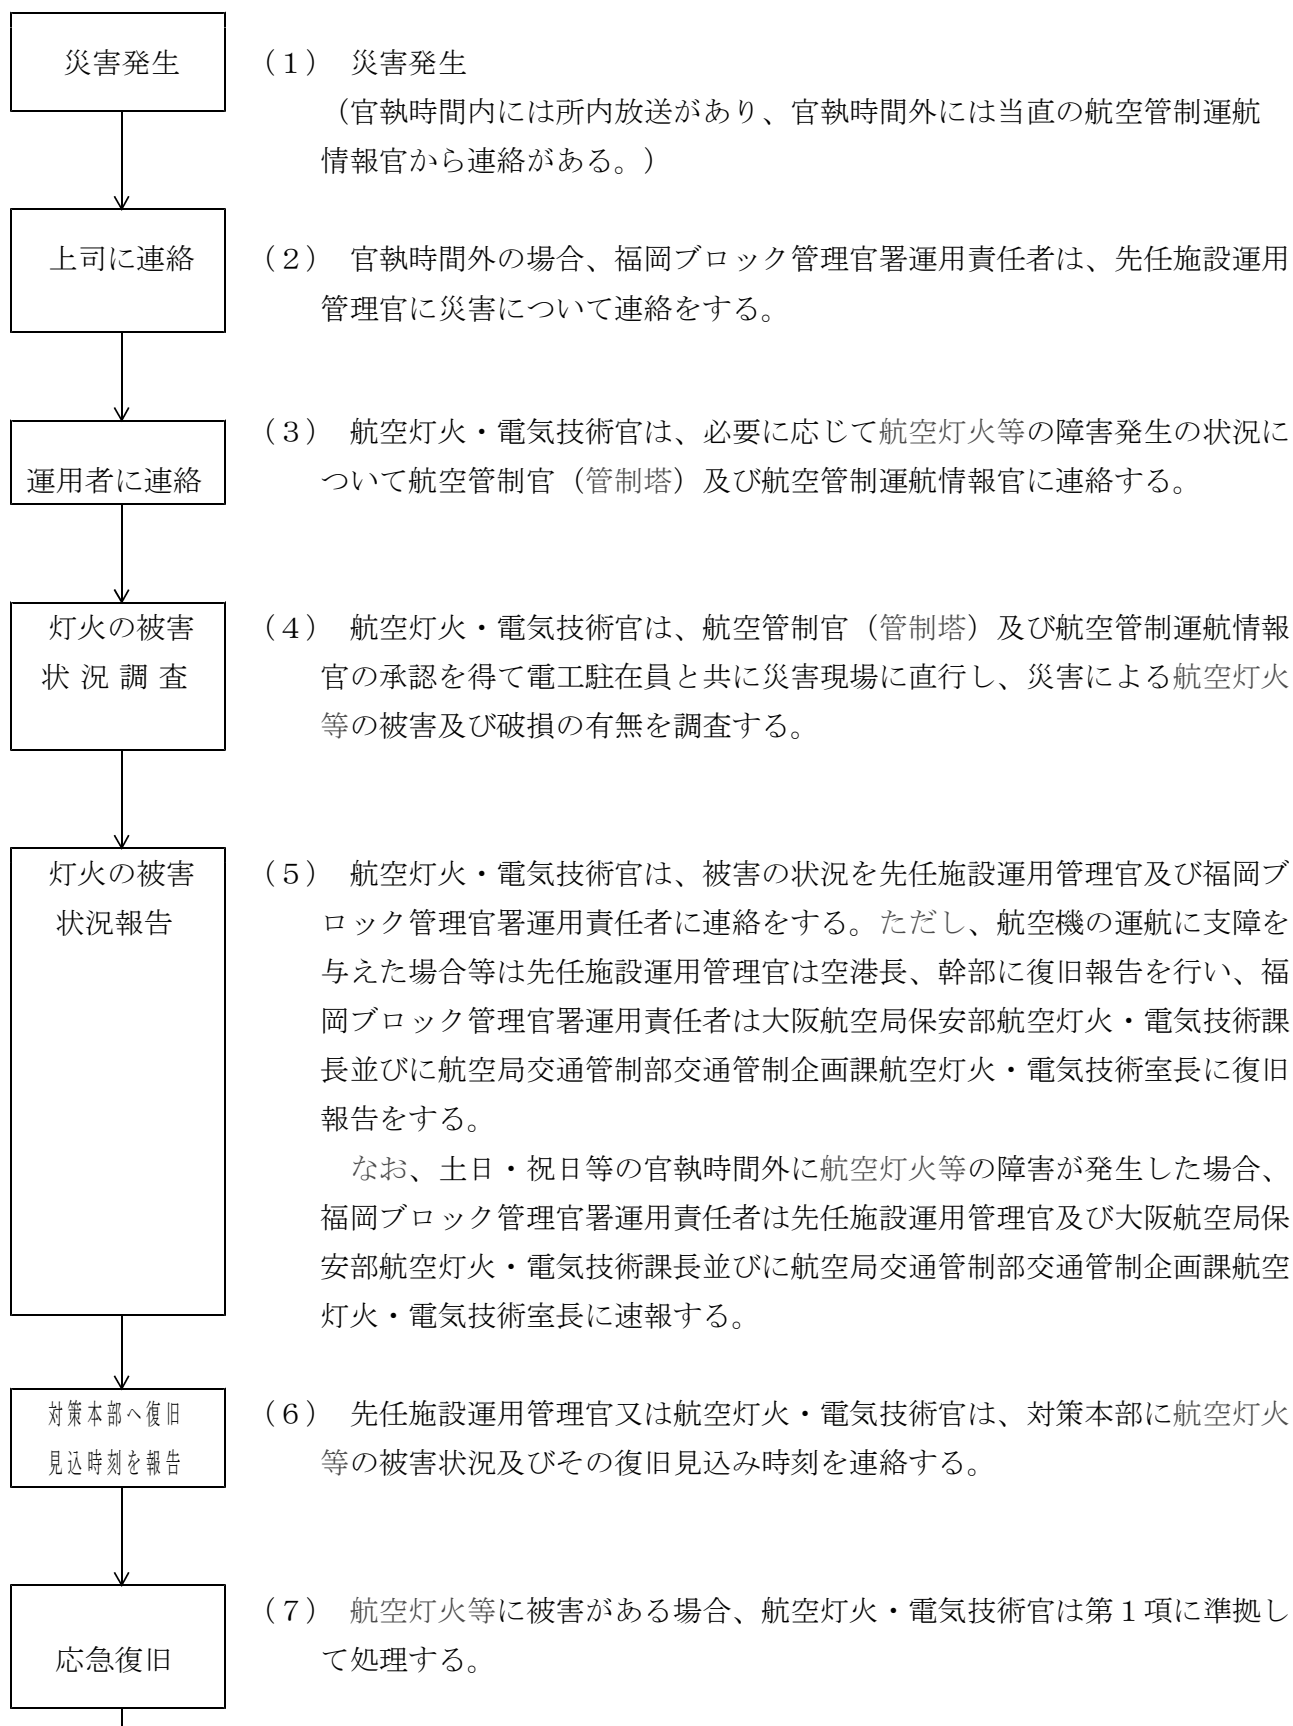 災害発生
（１）　災害発生
（官執時間内には所内放送があり、官執時間外には当直の航空管制運航
情報官から連絡がある。）
上司に連絡
（２）　官執時間外の場合、福岡ブロック管理官署運用責任者は、先任施設運用
管理官に災害について連絡をする。
運用者に連絡
（３）　航空灯火・電気技術官は、必要に応じて航空灯火等の障害発生の状況に
ついて航空管制官（管制塔）及び航空管制運航情報官に連絡する。
灯火の被害
状 況 調 査
（４）　航空灯火・電気技術官は、航空管制官（管制塔）及び航空管制運航情報
官の承認を得て電工駐在員と共に災害現場に直行し、災害による航空灯火
等の被害及び破損の有無を調査する。
灯火の被害
状況報告
（５）　航空灯火・電気技術官は、被害の状況を先任施設運用管理官及び福岡ブ
ロック管理官署運用責任者に連絡をする。ただし、航空機の運航に支障を
与えた場合等は先任施設運用管理官は空港長、幹部に復旧報告を行い、福
岡ブロック管理官署運用責任者は大阪航空局保安部航空灯火・電気技術課
長並びに航空局交通管制部交通管制企画課航空灯火・電気技術室長に復旧
報告をする。
なお、土日・祝日等の官執時間外に航空灯火等の障害が発生した場合、
福岡ブロック管理官署運用責任者は先任施設運用管理官及び大阪航空局保
安部航空灯火・電気技術課長並びに航空局交通管制部交通管制企画課航空
灯火・電気技術室長に速報する。
対策本部へ復旧
見込時刻を報告
（６）　先任施設運用管理官又は航空灯火・電気技術官は、対策本部に航空灯火
等の被害状況及びその復旧見込み時刻を連絡する。
応急復旧
（７）　航空灯火等に被害がある場合、航空灯火・電気技術官は第１項に準拠し
て処理する。